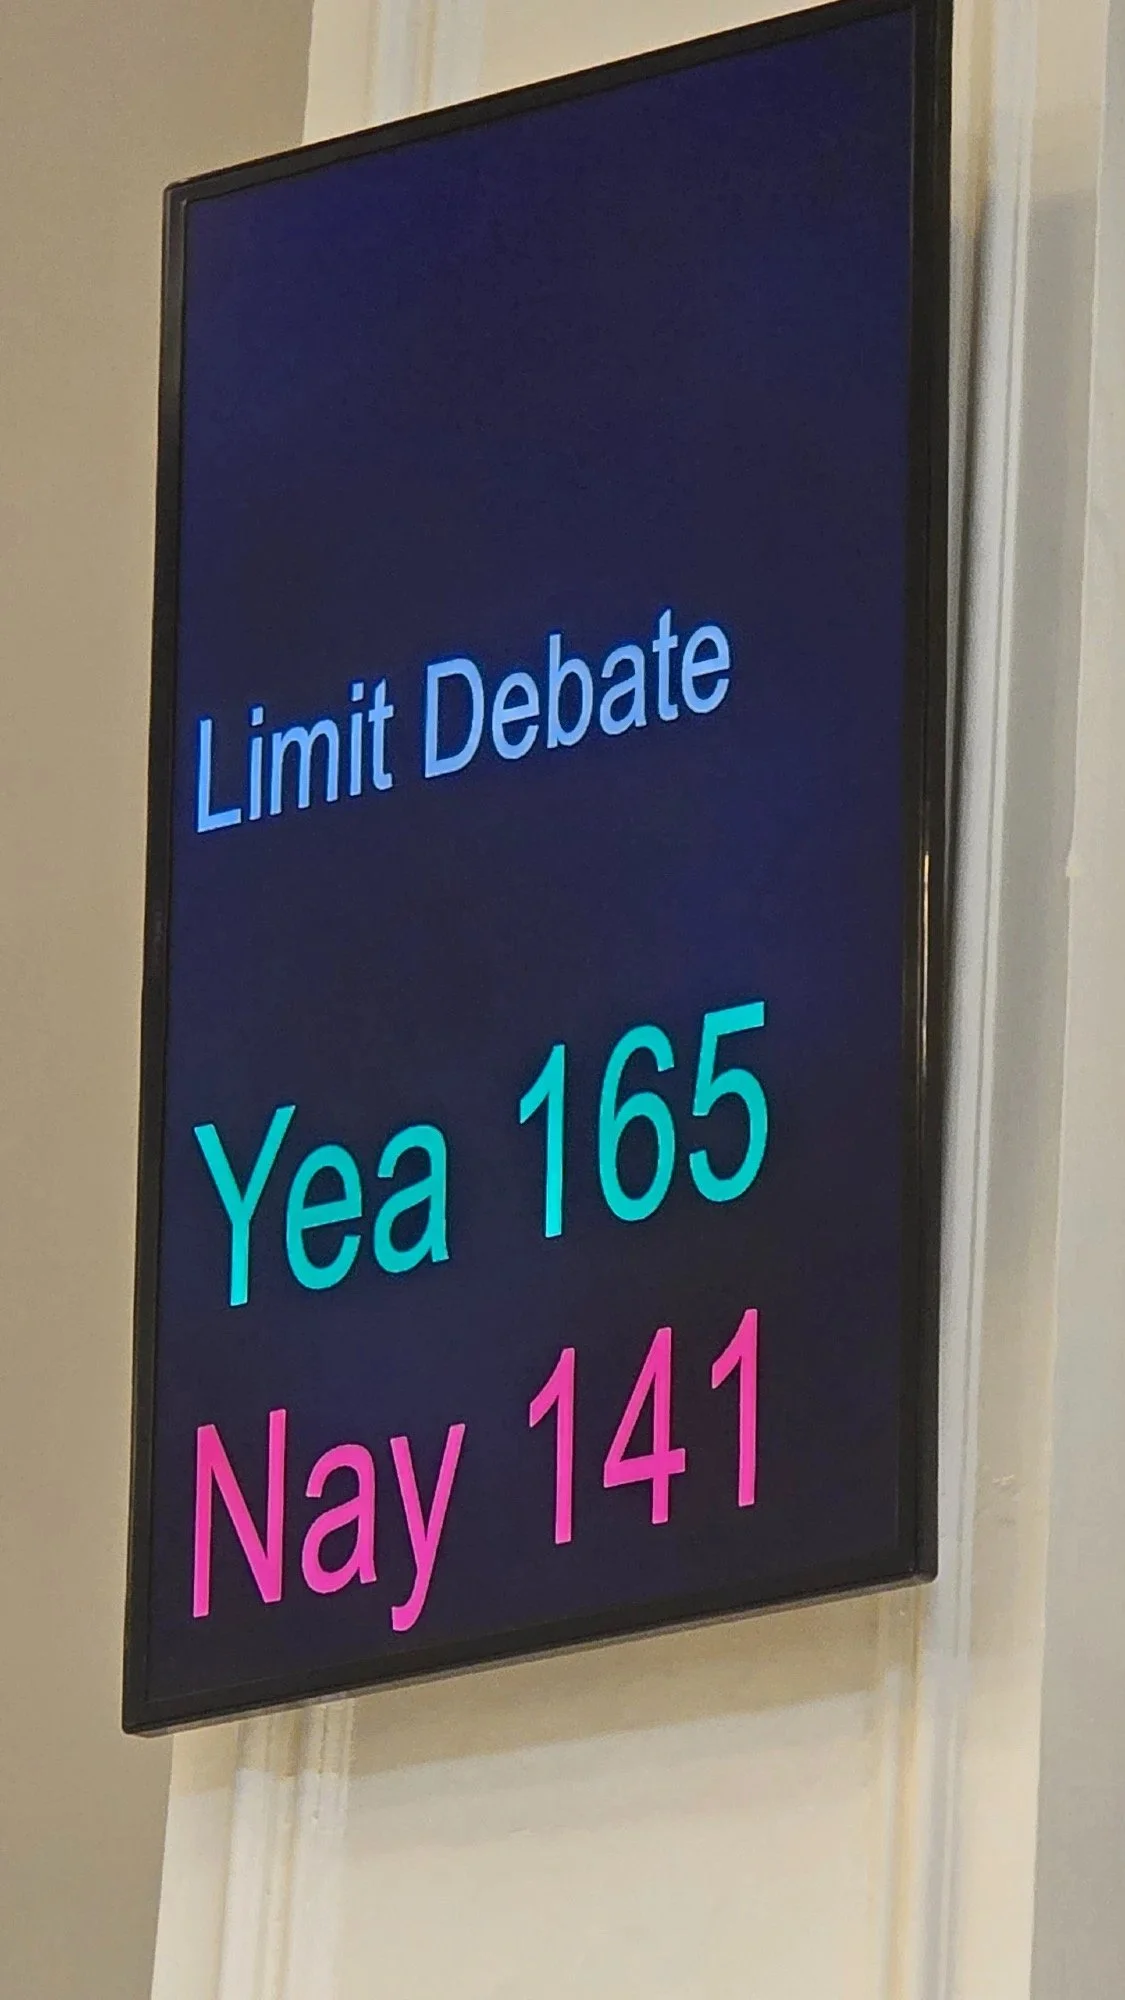 Limit Debate
Yea 165
Nay 141